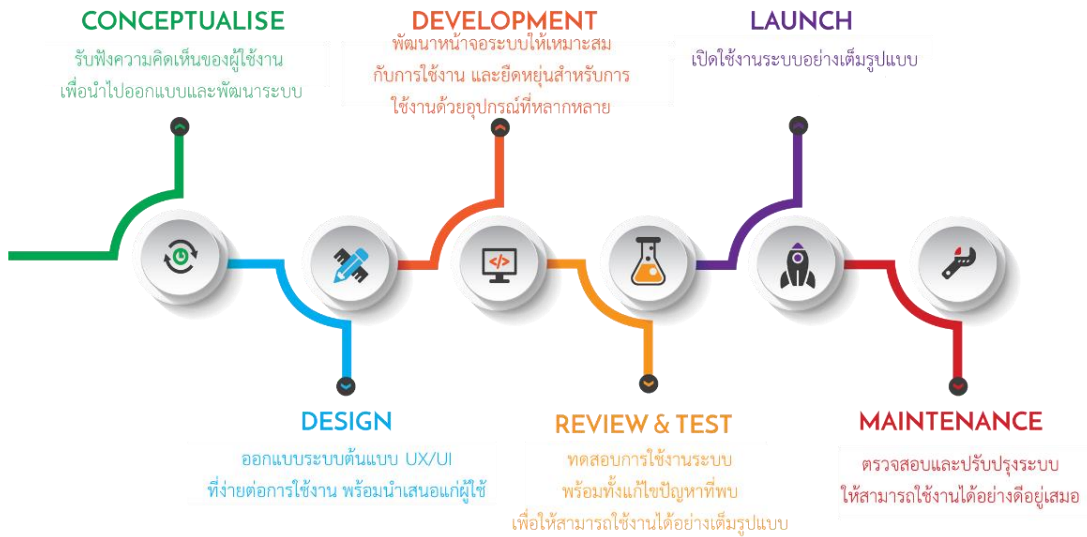 CONCEPTUALISE
รับฟังความคิดเห็นของผู้ใช้งาน
เพื่อนำไปออกแบบและพัฒนาระบบ
DESIGN
ออกแบบระบบต้นแบบ UX/UI
ที่ง่ายต่อการใช้งาน พร้อมนำเสนอแก่ผู้ใช้
DEVELOPMENT
พัฒนาหน้าจอระบบให้เหมาะสม
กับการใช้งาน และยืดหยุ่นสำหรับการ
ใช้งานด้วยอุปกรณ์ที่หลากหลาย
REVIEW & TEST
ทดสอบการใช้งานระบบ
พร้อมทั้งแก้ไขปัญหาที่พบ
เพื่อให้สามารถใช้งานได้อย่างเต็มรูปแบบ
LAUNCH
เปิดใช้งานระบบอย่างเต็มรูปแบบ
MAINTENANCE
ตรวจสอบและปรับปรุงระบบ
ให้สามารถใช้งานได้อย่างดีอยู่เสมอ